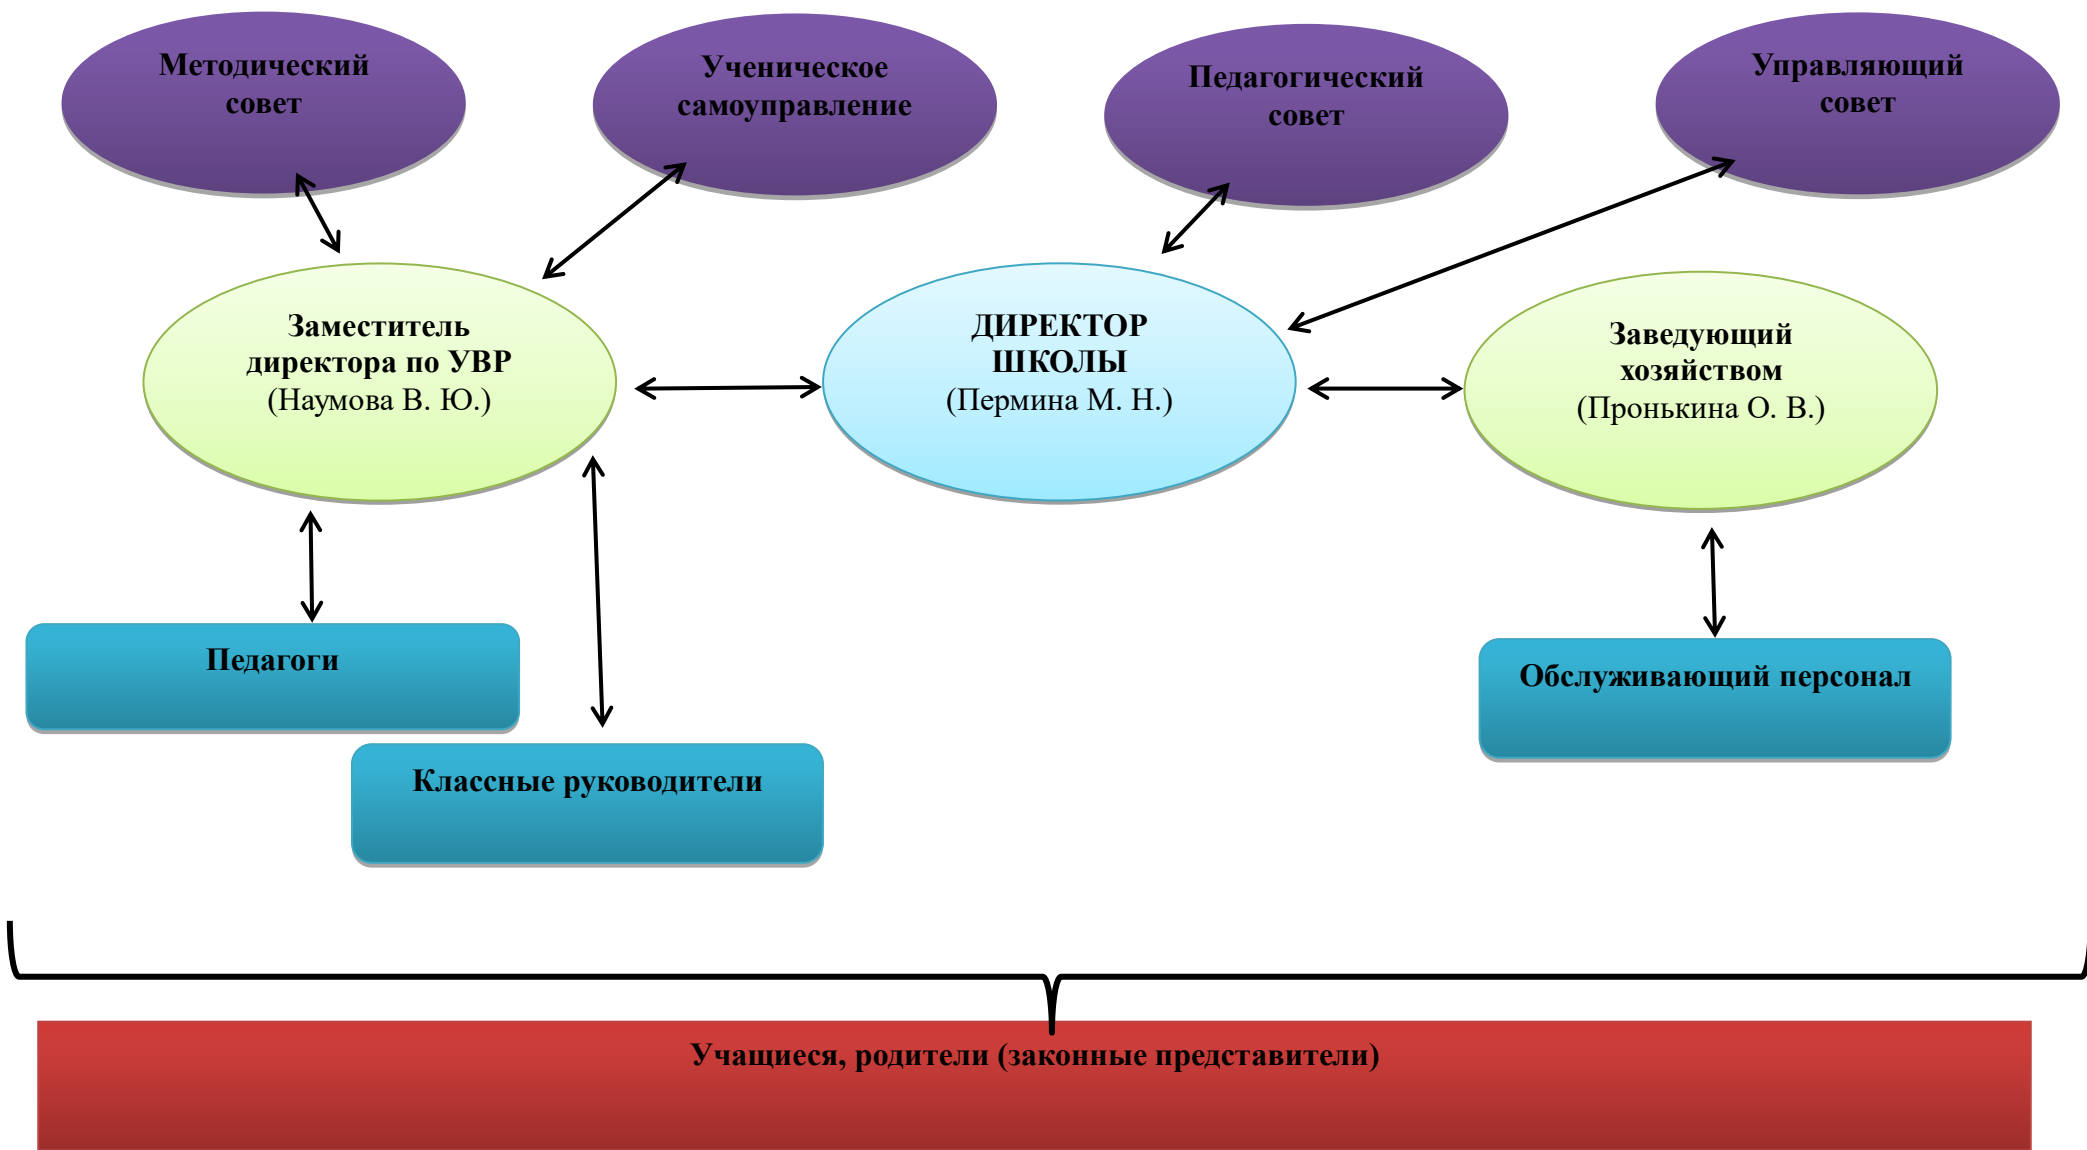 Методический
совет
Ученическое
самоуправление
Педагогический
совет
Управляющий
совет
Заместитель
директора по УВР
(Наумова В. Ю.)
ДИРЕКТОР
ШКОЛЫ
(Пермина М. Н.)
Заведующий
хозяйством
(Пронькина О. В.)
Педагоги
Обслуживающий персонал
Классные руководители
Учащиеся, родители (законные представители)